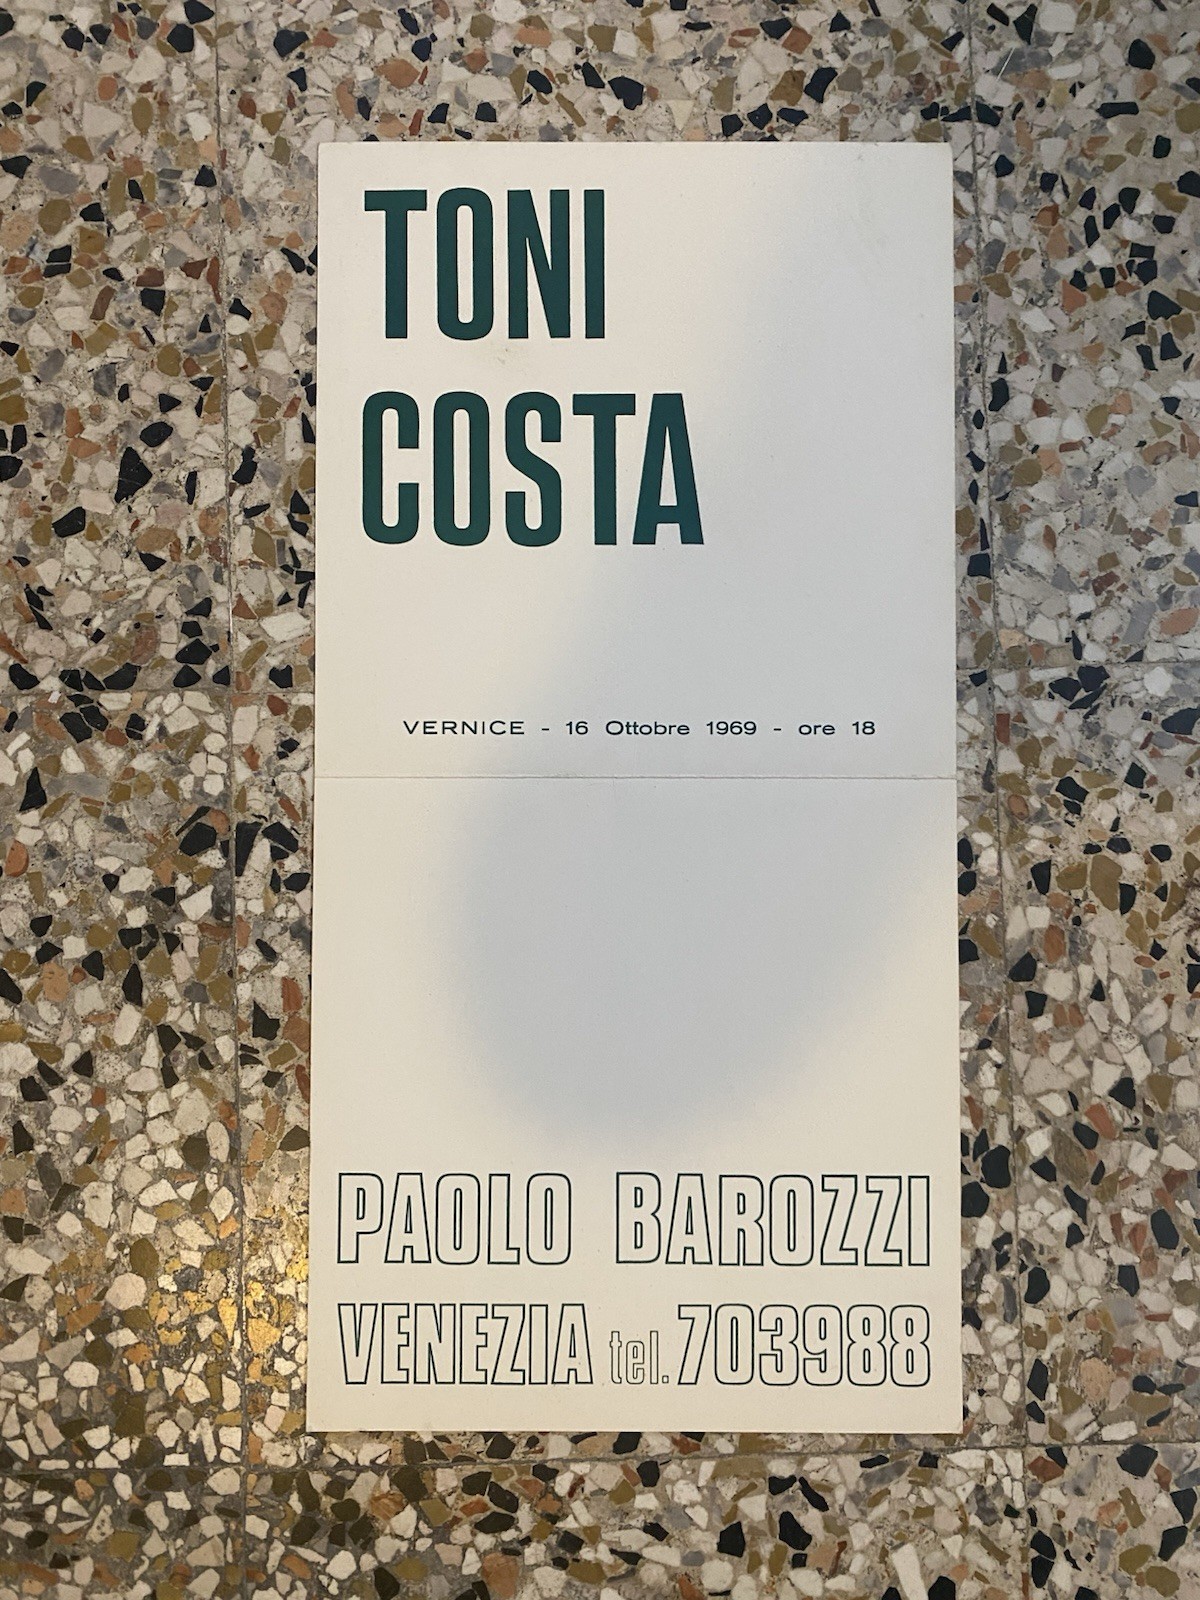 TONI
COSTA
VERNICE - 16 Ottobre 1969 - ore 18
PAOLO BAROZZI
VENEZIA tel. 703988